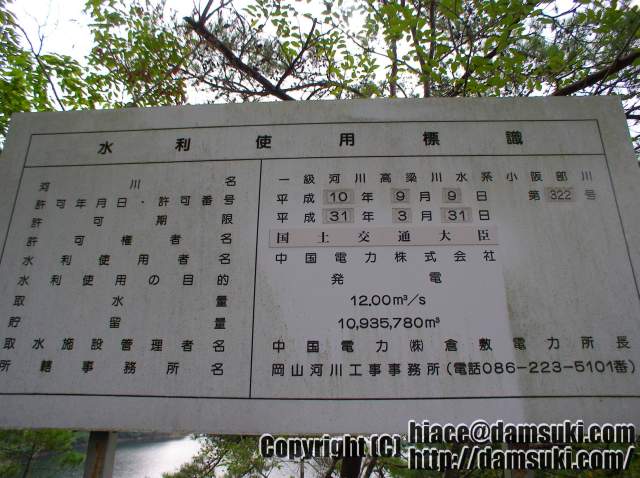 水利使用標識
河川名 一級河川高梁川水系小阪部川
許可年月日・許可番号 平成10年9月9日 第322号
許可期限 平成31年3月31日
許可権者名 国土交通大臣
水利使用者名 中国電力株式会社
水利使用の目的 発電
取水量 12.00m³/s
貯留量 10,935,780m³
取水施設管理者名 中国電力㈱倉敷電力所長
所轄事務所名 岡山河川工事事務所(電話086-223-5101番)
Copyright (C) hiace@damsuki.com
http://damsuki.com/